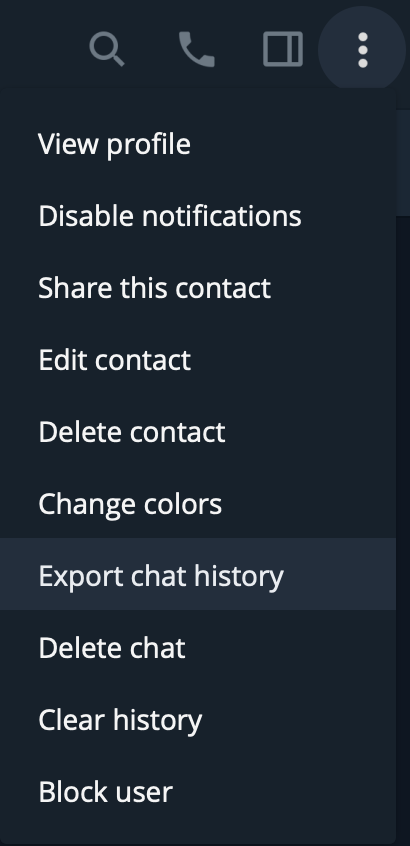 View profile
Disable notifications
Share this contact
Edit contact
Delete contact
Change colors
Export chat history
Delete chat
Clear history
Block user